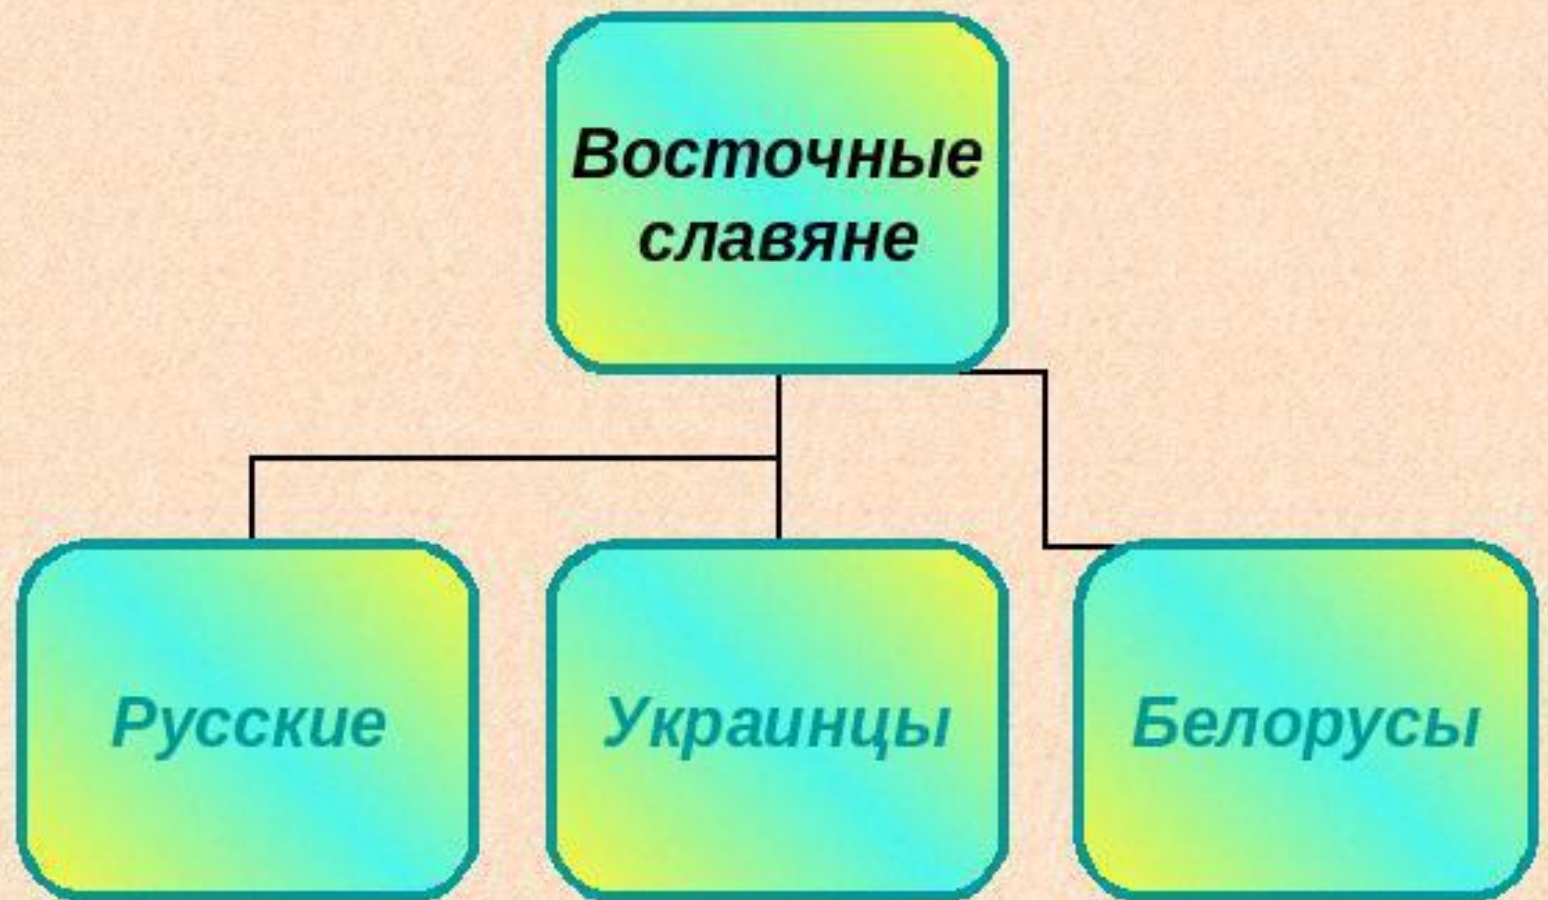 Восточные
славяне
Русские
Украинцы
Белорусы